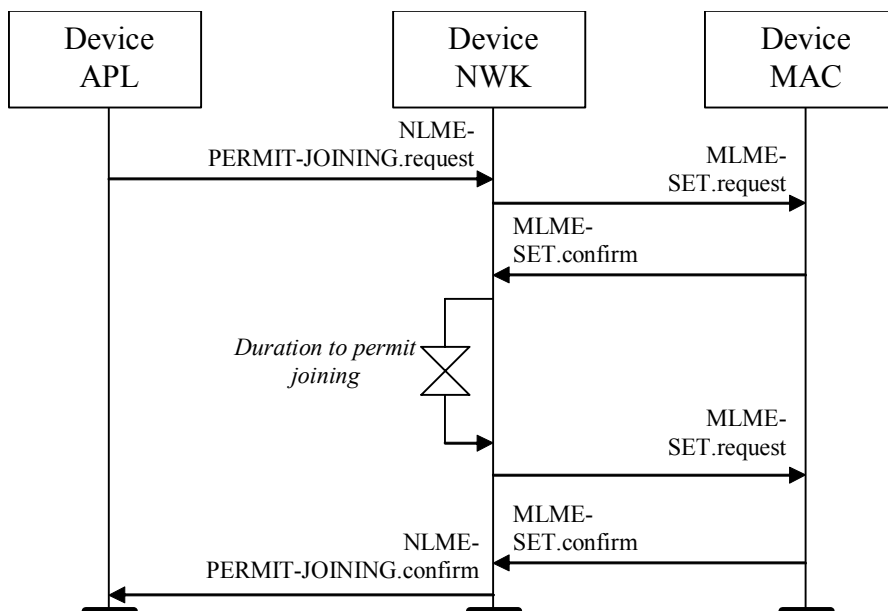 Device
APL
Device
NWK
Device
MAC
NLME-
PERMIT-JOINING.request
MLME-
SET.request
MLME-
SET.confirm
Duration to permit
joining
MLME-
SET.request
MLME-
SET.confirm
NLME-
PERMIT-JOINING.confirm